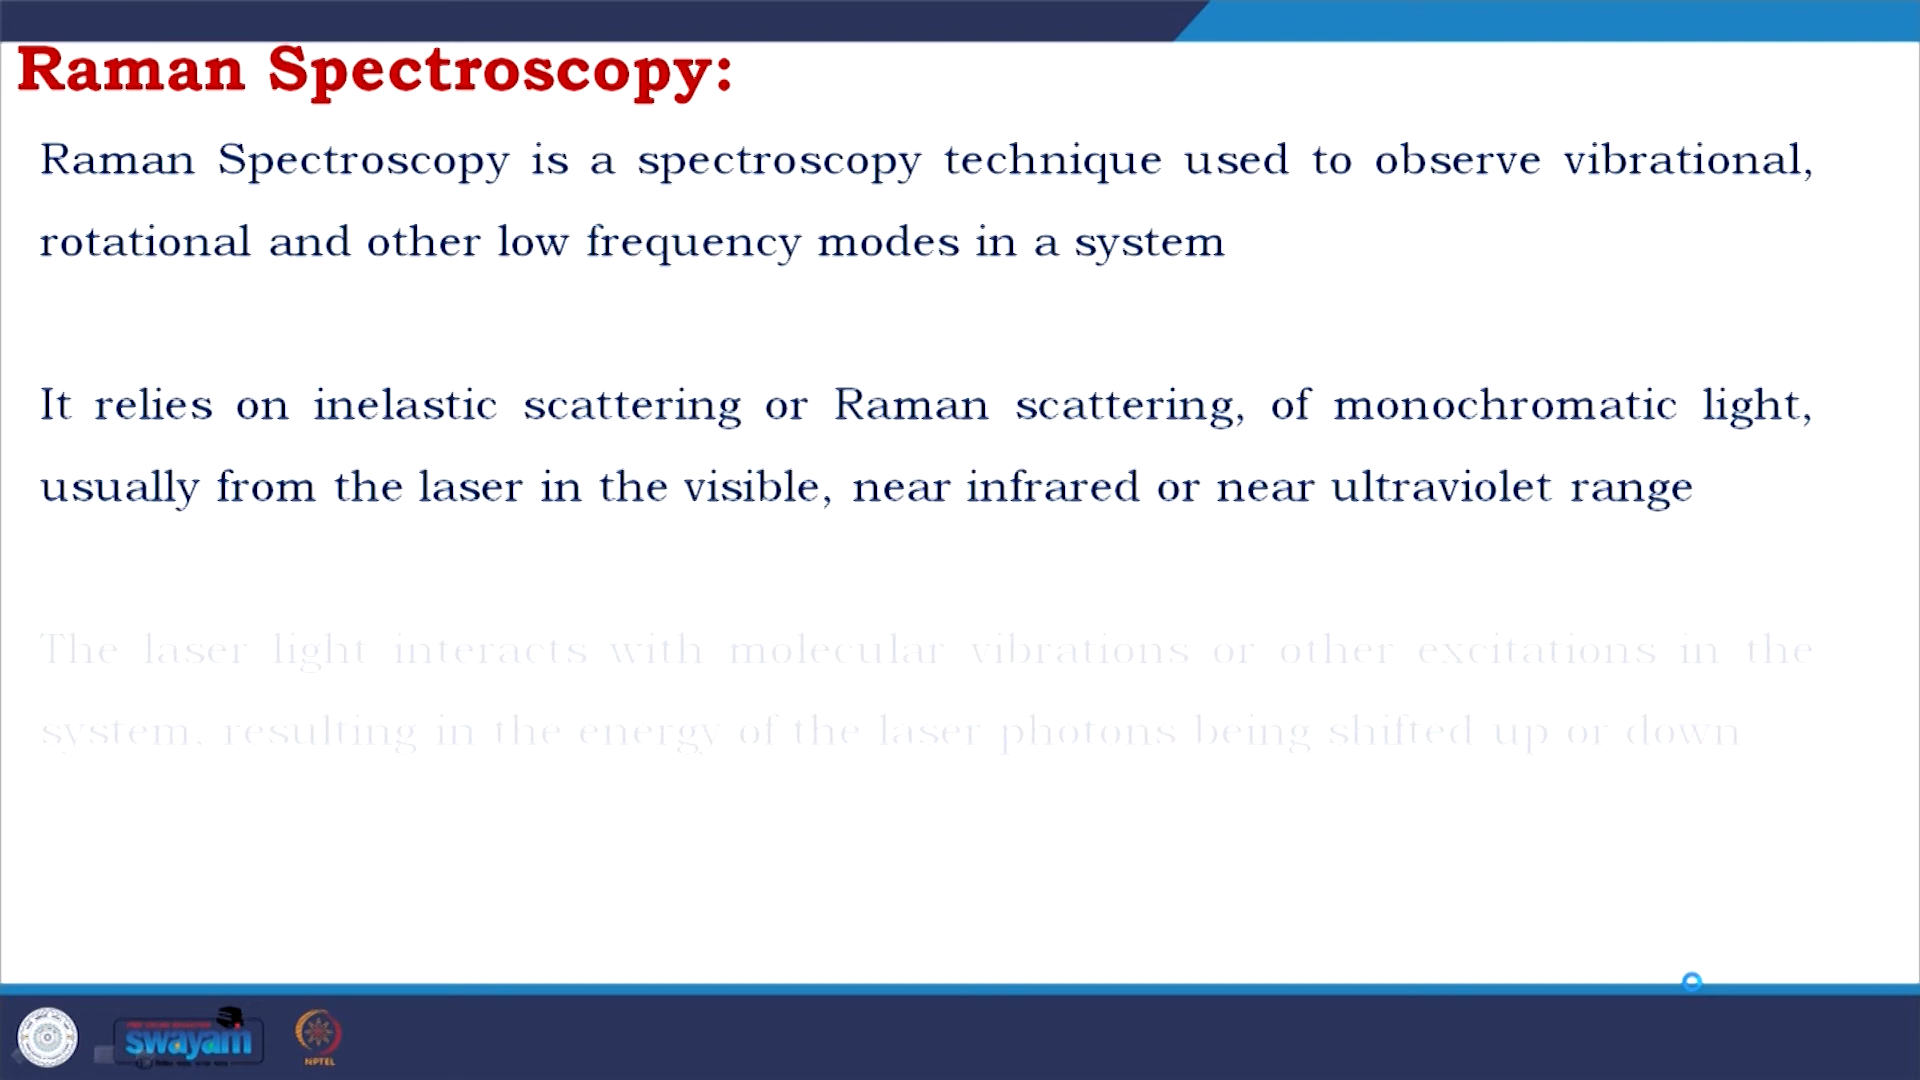 Raman Spectroscopy:
Raman Spectroscopy is a spectroscopy technique used to observe vibrational,
rotational and other low frequency modes in a system
It relies on inelastic scattering or Raman scattering, of monochromatic light,
usually from the laser in the visible, near infrared or near ultraviolet range
The laser light interacts with molecular vibrations or other excitations in the
system, resulting in the energy of the laser photons being shifted up or down
swayam
NPTEL